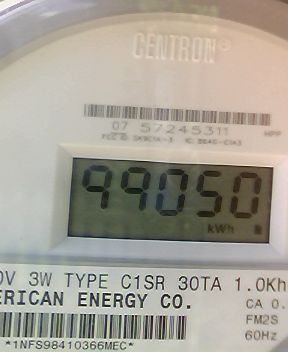 CENTRON®
07 57245311
HPP
99050
kWh
0V 3W TYPE C1SR 30TA 1.0Kh
ERICAN ENERGY CO.
CA 0.
FM2S
60Hz
*1NFS98410366MEC*